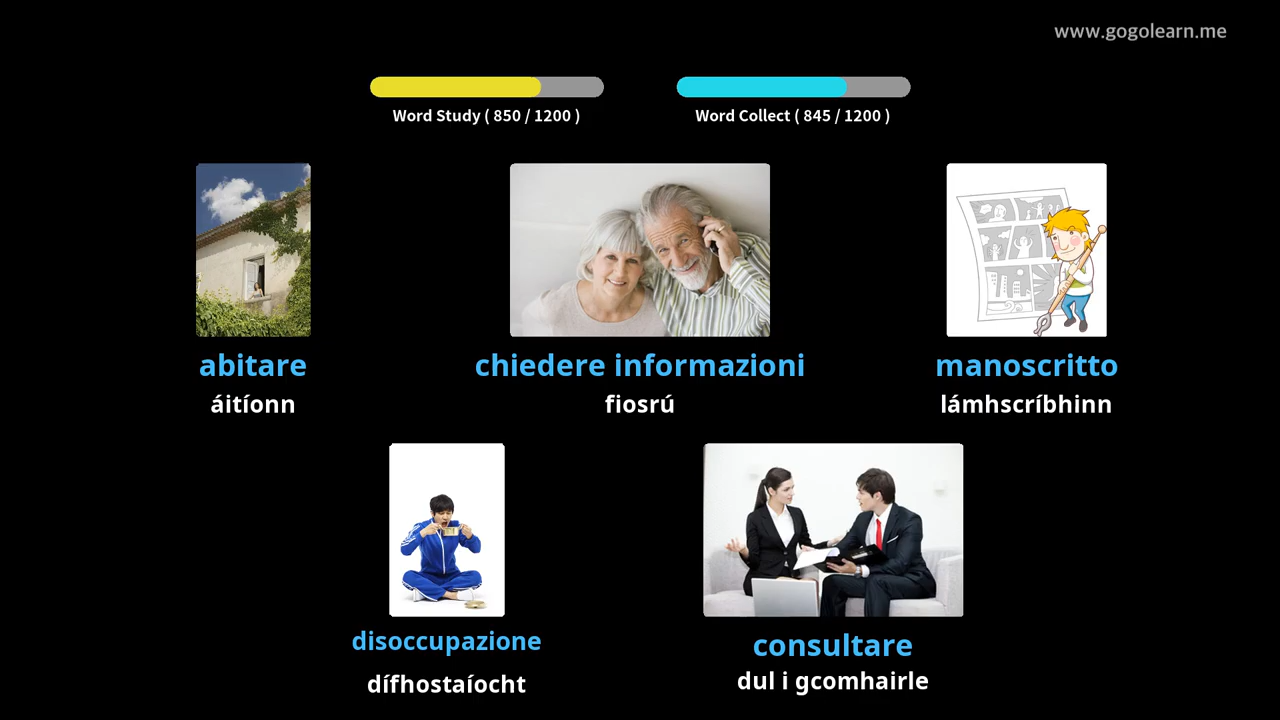 www.gogolearn.me
Word Study ( 850 / 1200 )
Word Collect ( 845 / 1200 )
abitare
áitíonn
chiedere informazioni
fiosrú
manoscritto
lámhscríbhinn
disoccupazione
dífhostaíocht
consultare
dul i gcomhairle